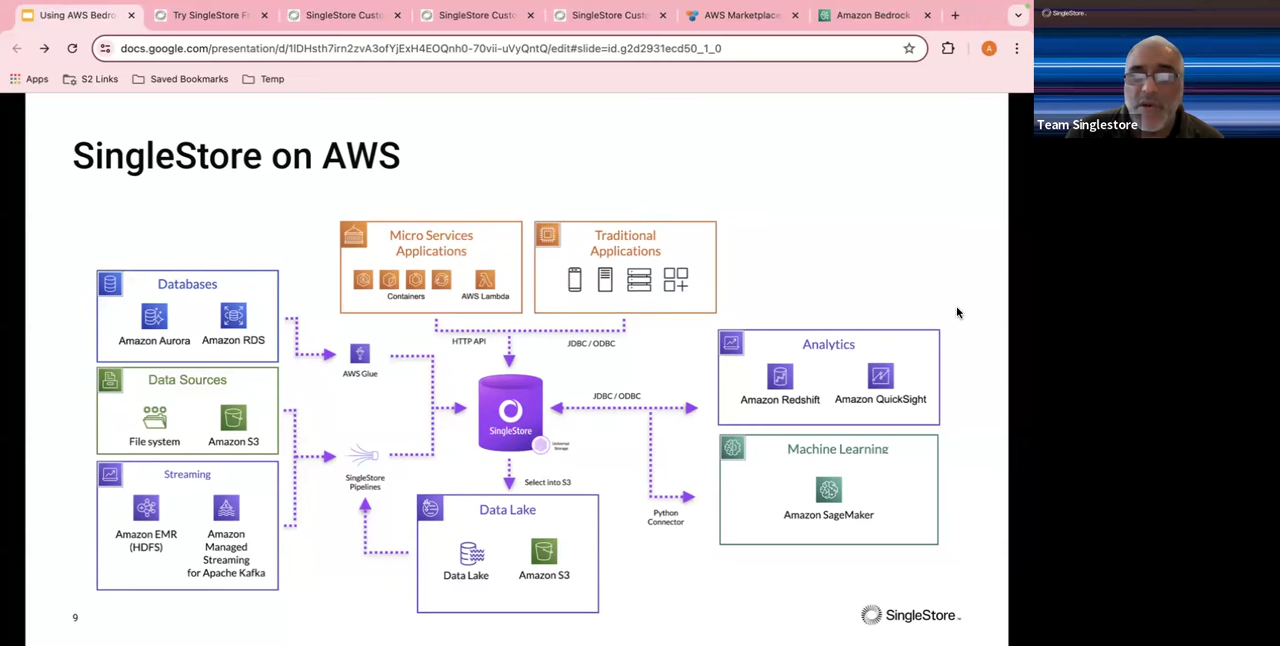 Using AWS Bedro
Try SingleStore F
SingleStore Custo
SingleStore Custo
SingleStore Custo
AWS Marketplace
Amazon Bedrock
docs.google.com/presentation/d/1IDHsth7irn2zvA3ofYjExH4EOQnh0-70vii-uVyQntQ/edit#slide=id.g2d2931ecd50_1_0
A
Apps
S2 Links
Saved Bookmarks
Temp
SingleStore
Team Singlestore
SingleStore on AWS
Micro Services
Applications
Containers
AWS Lambda
Traditional
Applications
Databases
Amazon Aurora
Amazon RDS
HTTP API
JDBC / ODBC
AWS Glue
Data Sources
File system
Amazon S3
Streaming
Amazon EMR
(HDFS)
Amazon
Managed
Streaming
for Apache Kafka
SingleStore
Pipelines
SingleStore
Universal
Storage
JDBC / ODBC
Select into S3
Data Lake
Data Lake
Amazon S3
Python
Connector
Analytics
Amazon Redshift
Amazon QuickSight
Machine Learning
Amazon SageMaker
9
SingleStore